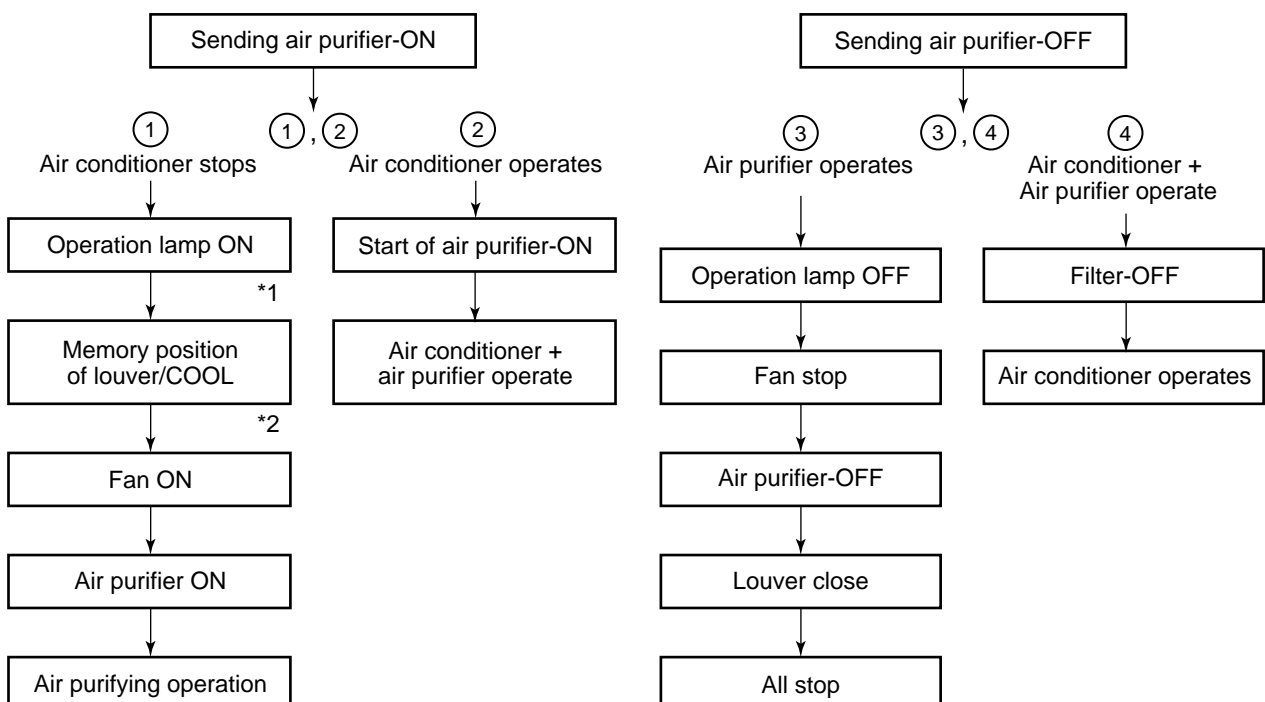 Sending air purifier-ON
1 , 2
1
Air conditioner stops
Operation lamp ON
*1
Memory position
of louver/COOL
*2
Fan ON
Air purifier ON
Air purifying operation
2
Air conditioner operates
Start of air purifier-ON
Air conditioner +
air purifier operate
Sending air purifier-OFF
3 , 4
3
Air purifier operates
Operation lamp OFF
Fan stop
Air purifier-OFF
Louver close
All stop
4
Air conditioner +
Air purifier operate
Filter-OFF
Air conditioner operates